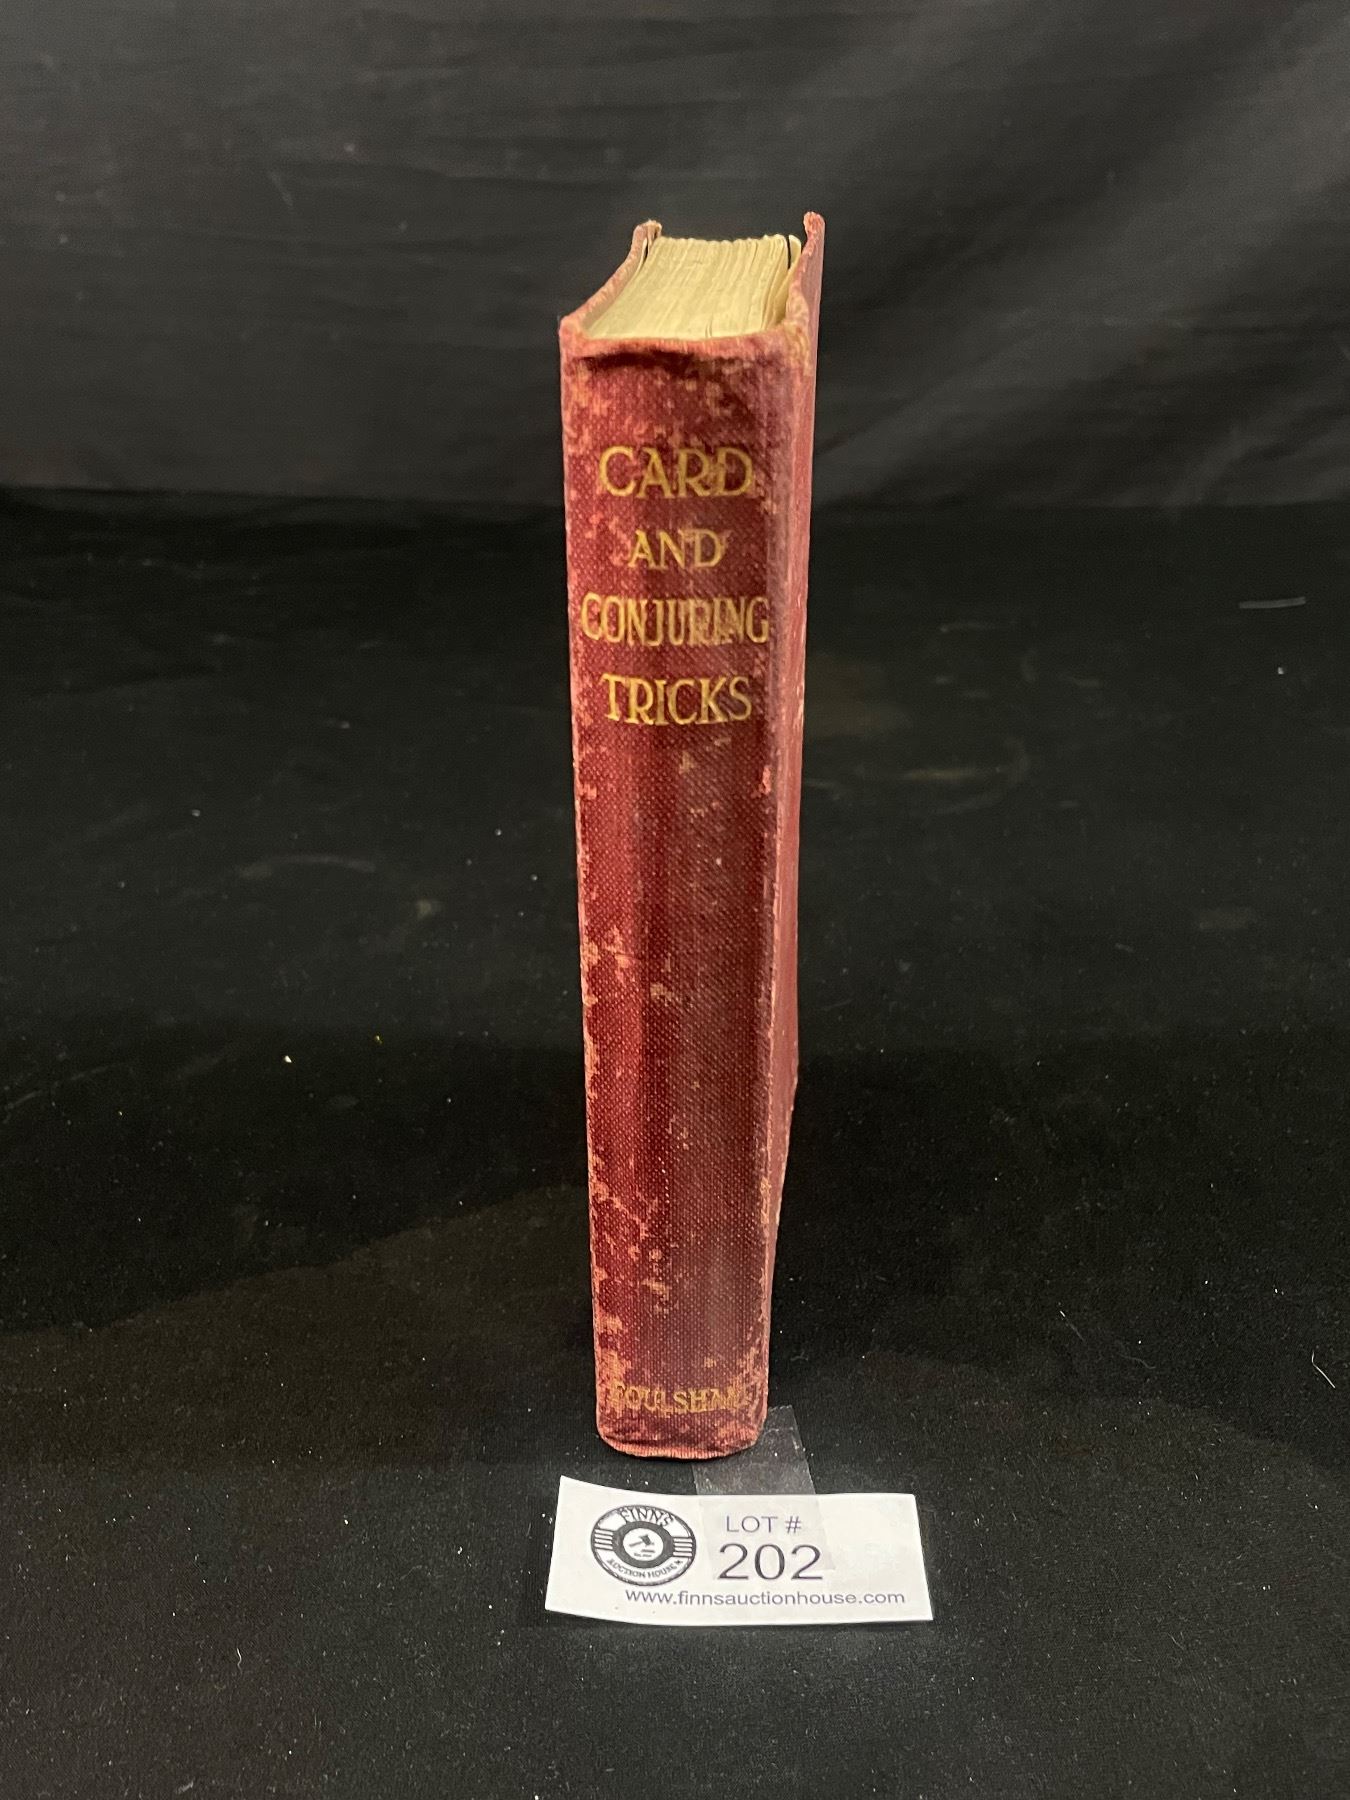 CARD
AND
CONJURING
TRICKS
FOULSHAM
FINNS
AUCTION HOUSE
LOT #
202
www.finnsauctionhouse.com